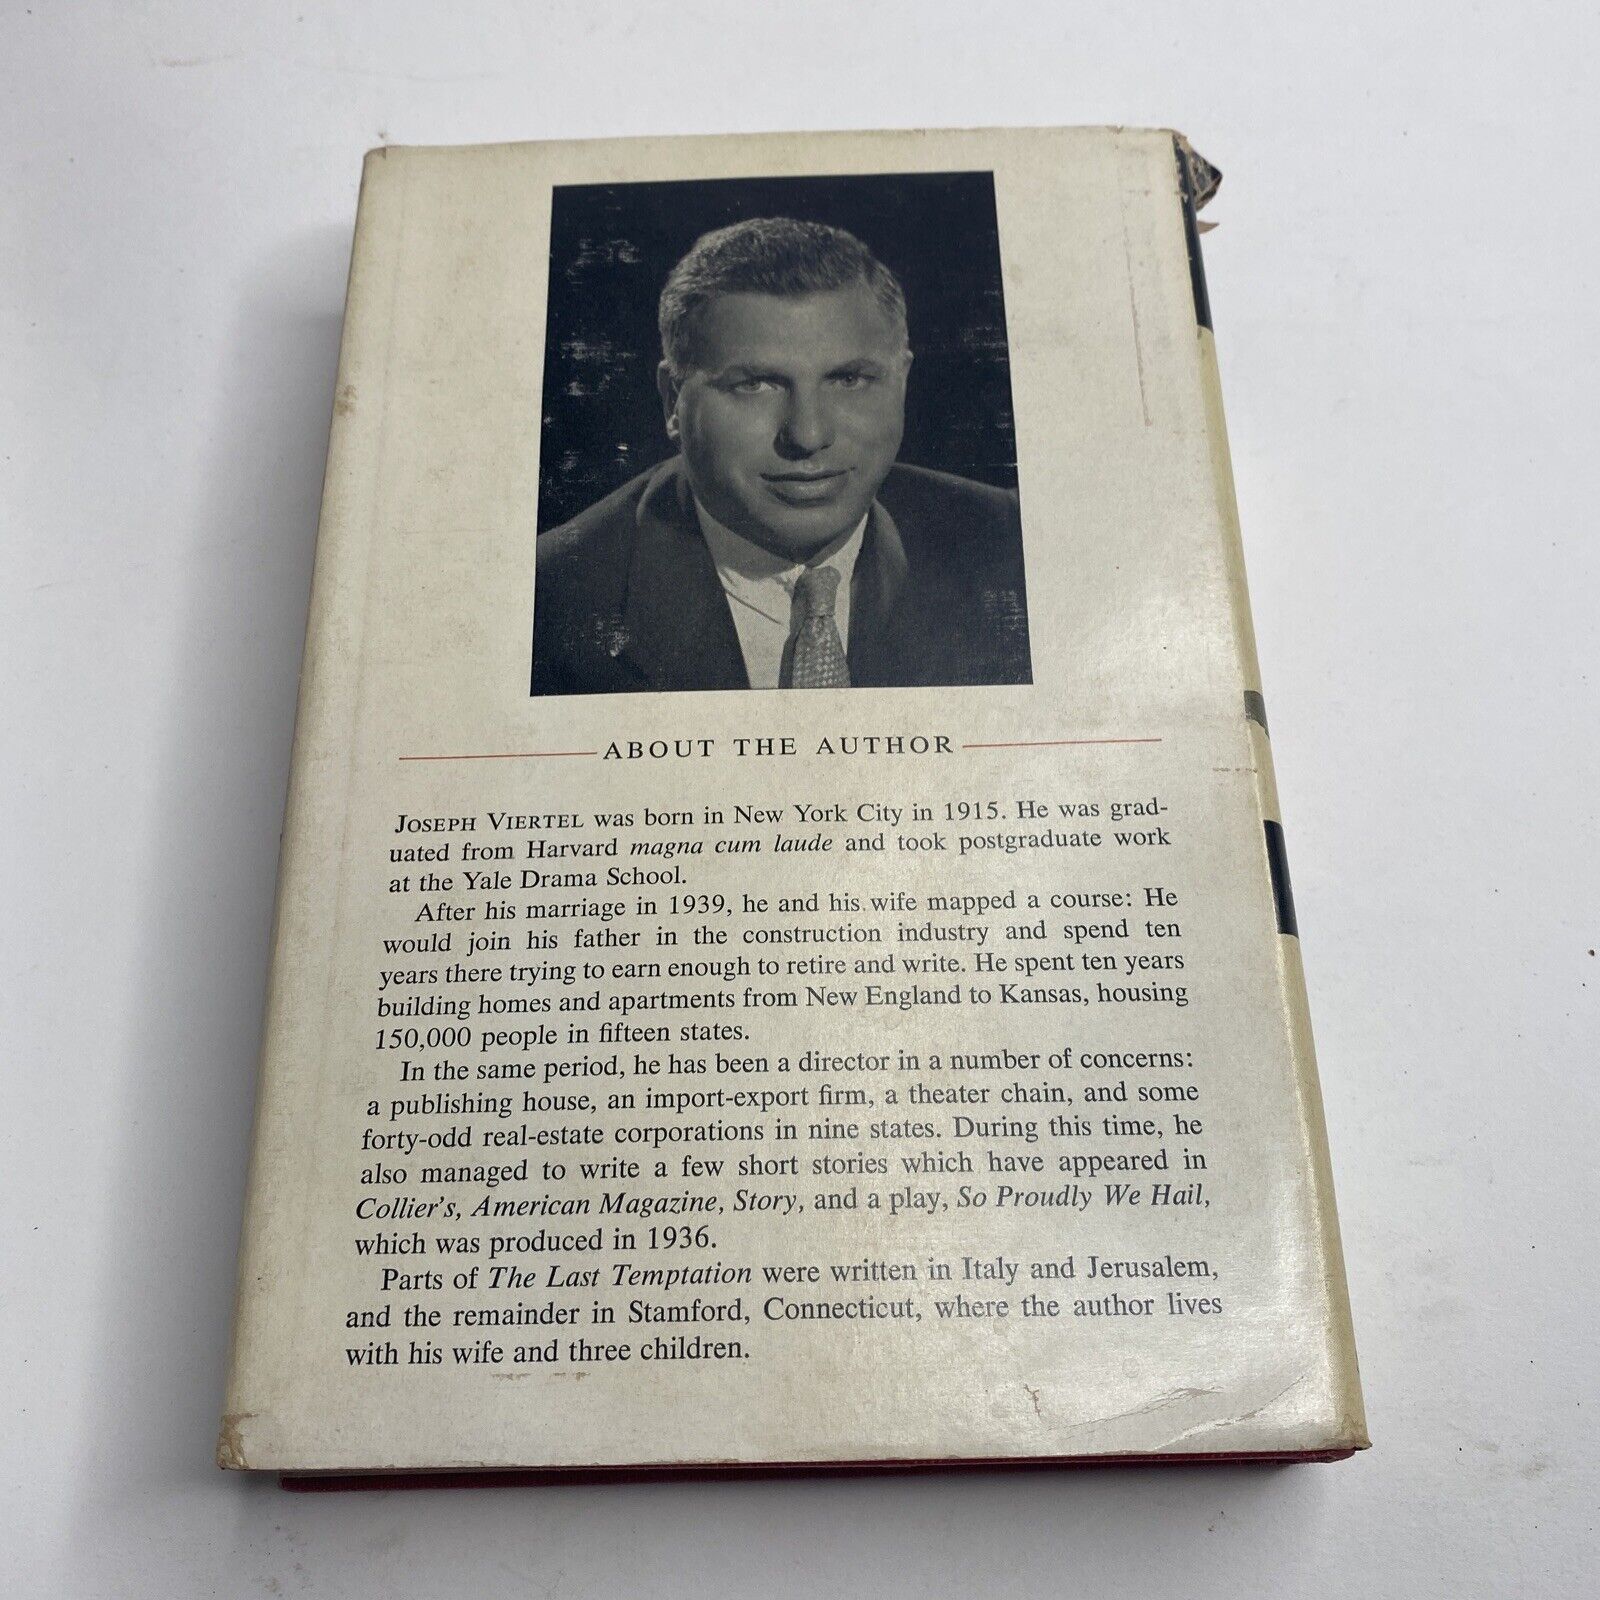 ABOUT THE AUTHOR
JOSEPH VIERTEL was born in New York City in 1915. He was grad-
uated from Harvard magna cum laude and took postgraduate work
at the Yale Drama School.
After his marriage in 1939, he and his wife mapped a course: He
would join his father in the construction industry and spend ten
years there trying to earn enough to retire and write. He spent ten years
building homes and apartments from New England to Kansas, housing
150,000 people in fifteen states.
In the same period, he has been a director in a number of concerns:
a publishing house, an import-export firm, a theater chain, and some
forty-odd real-estate corporations in nine states. During this time, he
also managed to write a few short stories which have appeared in
Collier's, American Magazine, Story, and a play, So Proudly We Hail,
which was produced in 1936.
Parts of The Last Temptation were written in Italy and Jerusalem,
and the remainder in Stamford, Connecticut, where the author lives
with his wife and three children.